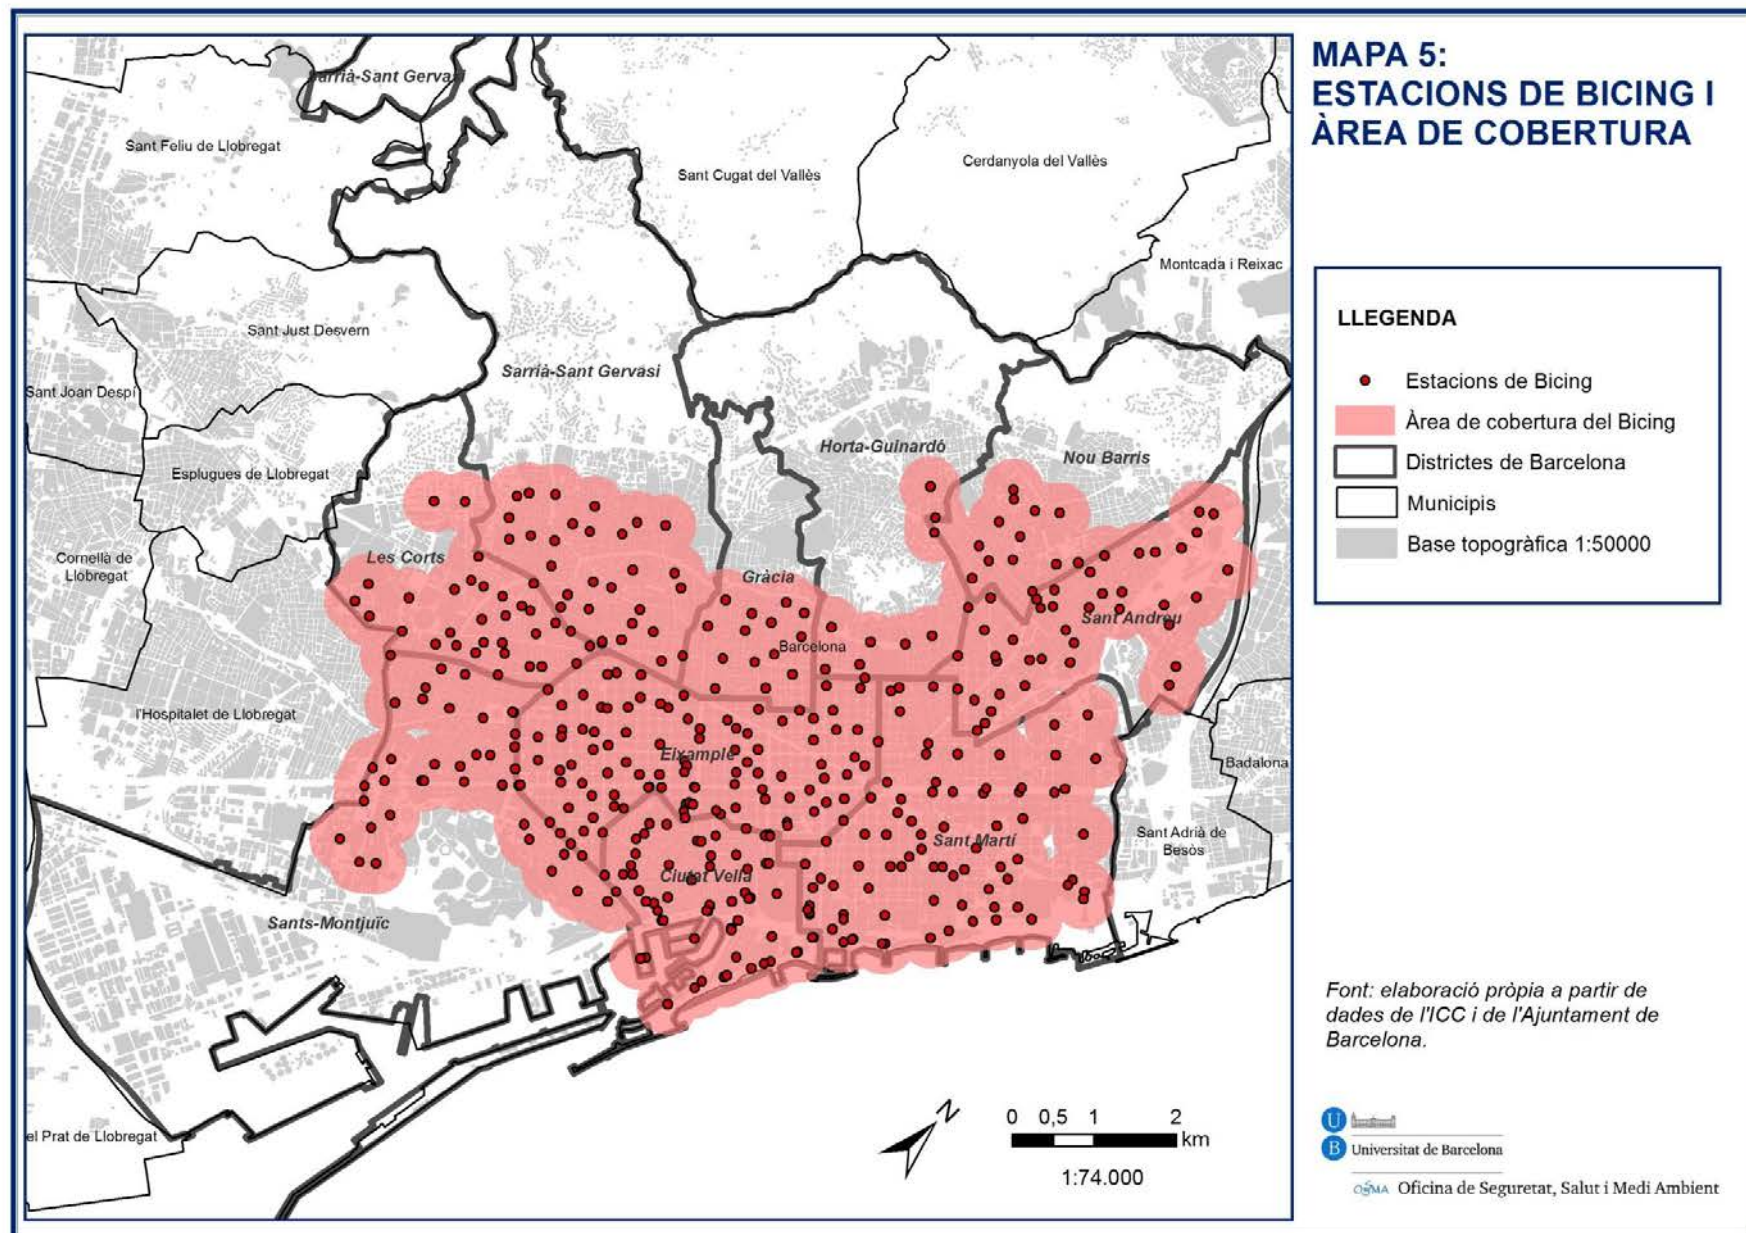 MAPA 5:
ESTACIONS DE BICING I
ÀREA DE COBERTURA
LLEGENDA
Estacions de Bicing
Àrea de cobertura del Bicing
Districtes de Barcelona
Municipis
Base topogràfica 1:50000
Sarrià-Sant Gervasi
Sant Feliu de Llobregat
Sant Cugat del Vallès
Cerdanyola del Vallès
Montcada i Reixac
Sant Just Desvern
Sarrià-Sant Gervasi
Sant Joan Despí
Horta-Guinardó
Nou Barris
Esplugues de Llobregat
Les Corts
Cornellà de
Llobregat
Gràcia
Sant Andreu
Barcelona
l'Hospitalet de Llobregat
Eixample
Badalona
Sant Martí
Sant Adrià de
Besòs
Ciutat Vella
Sants-Montjuïc
el Prat de Llobregat
N
0 0,5 1 2
km
1:74.000
Font: elaboració pròpia a partir de
dades de l'ICC i de l'Ajuntament de
Barcelona.
U
B Universitat de Barcelona
OSMA Oficina de Seguretat, Salut i Medi Ambient